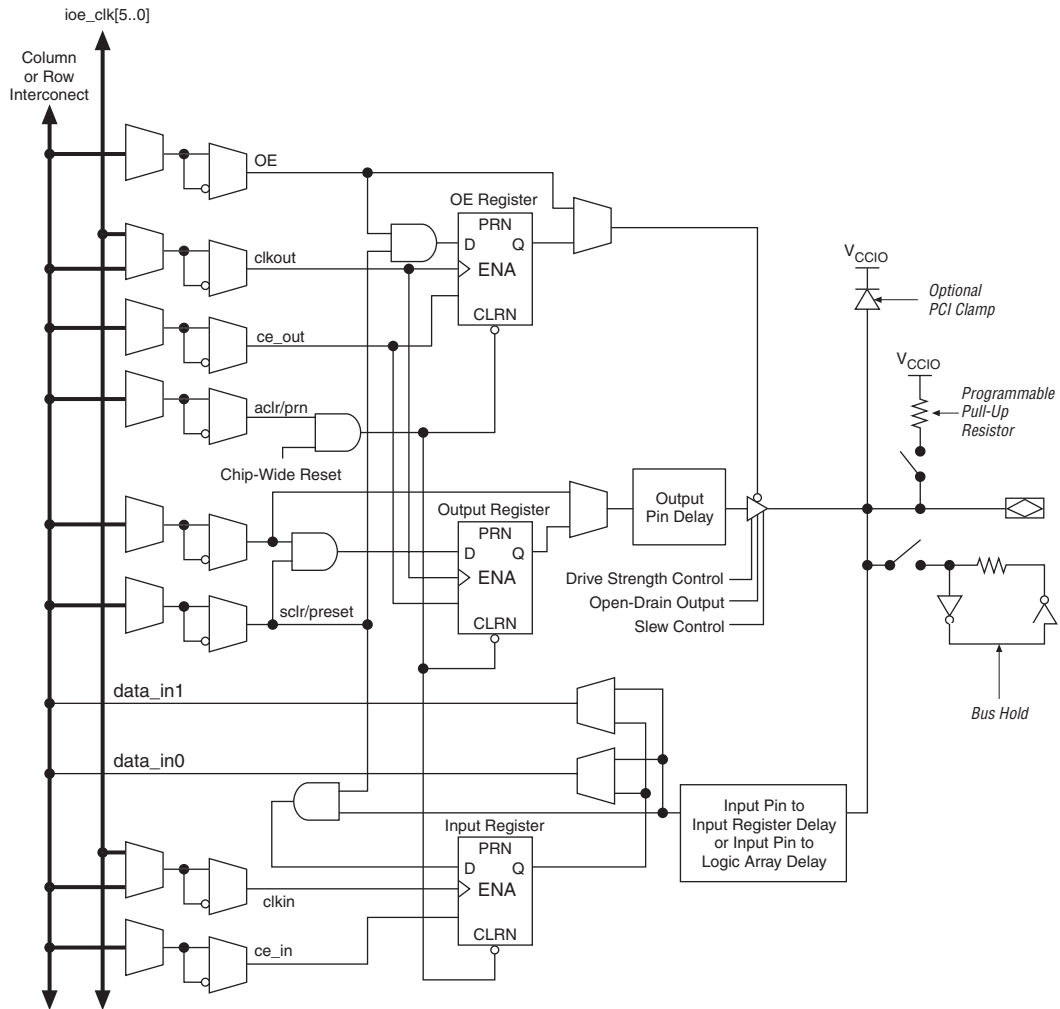 ioe_clk[5..0]
Column
or Row
Interconect
OE
OE Register
PRN
D
Q
ENA
CLRN
clkout
ce_out
aclr/prn
Chip-Wide Reset
VCCIO
Optional
PCI Clamp
VCCIO
Programmable
Pull-Up
Resistor
Output Register
PRN
D
Q
ENA
CLRN
Output
Pin Delay
sclr/preset
Drive Strength Control
Open-Drain Output
Slew Control
Bus Hold
data_in1
data_in0
Input Pin to
Input Register Delay
or Input Pin to
Logic Array Delay
Input Register
PRN
D
Q
ENA
CLRN
clkin
ce_in